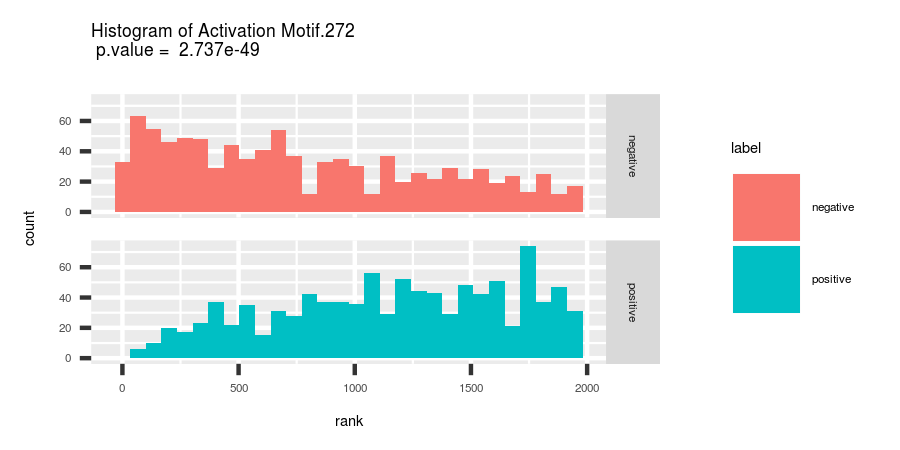 Histogram of Activation Motif.272
p.value = 2.737e-49
count
60
40
20
0
negative
60
40
20
0
positive
0
500
1000
1500
2000
rank
label
negative
positive